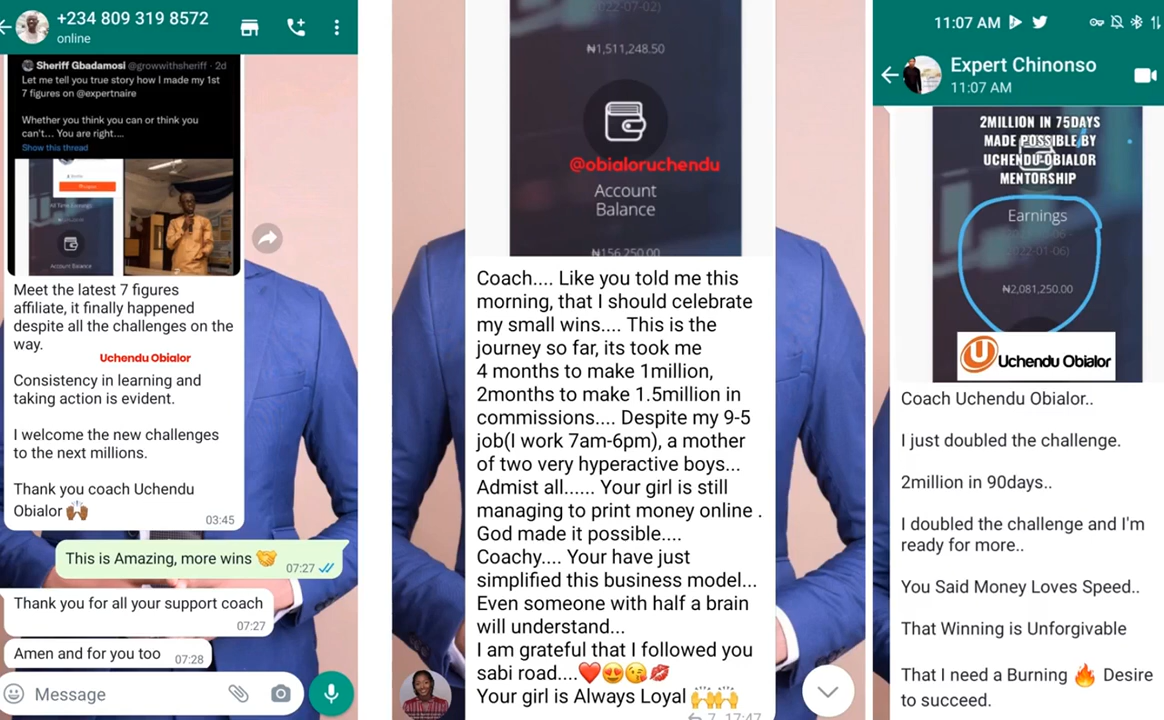 +234 809 319 8572
online
Sheriff Gbadamosi @growwithsheriff · 2d
Let me tell you true story how I made my 1st
7 figures on @expertnaire
Whether you think you can or think you
can't... You are right....
Show this thread
Account Balance
Meet the latest 7 figures
affiliate, it finally happened
despite all the challenges on the
way.
Uchendu Obialor
Consistency in learning and
taking action is evident.
I welcome the new challenges
to the next millions.
Thank you coach Uchendu
Obialor 🙌🏾
03:45
This is Amazing, more wins 🤝
07:27
Thank you for all your support coach
07:27
Amen and for you too
07:28
Message
2022-07-02)
₦1,511,248.50
@obialoruchendu
Account
Balance
₦156,250.00
Coach.... Like you told me this
morning, that I should celebrate
my small wins.... This is the
journey so far, its took me
4 months to make 1million,
2months to make 1.5million in
commissions.... Despite my 9-5
job(I work 7am-6pm), a mother
of two very hyperactive boys...
Admist all...... Your girl is still
managing to print money online .
God made it possible....
Coachy.... Your have just
simplified this business model...
Even someone with half a brain
will understand...
I am grateful that I followed you
sabi road....❤️😍😘💋
Your girl is Always Loyal 🙌🙌
7 17:47
11:07 AM
Expert Chinonso
11:07 AM
2MILLION IN 75DAYS
MADE POSSIBLE BY
UCHENDU OBIALOR
MENTORSHIP
Earnings
2022-01-06)
₦2,081,250.00
Uchendu Obialor
Coach Uchendu Obialor..
I just doubled the challenge.
2million in 90days..
I doubled the challenge and I'm
ready for more..
You Said Money Loves Speed..
That Winning is Unforgivable
That I need a Burning 🔥 Desire
to succeed.